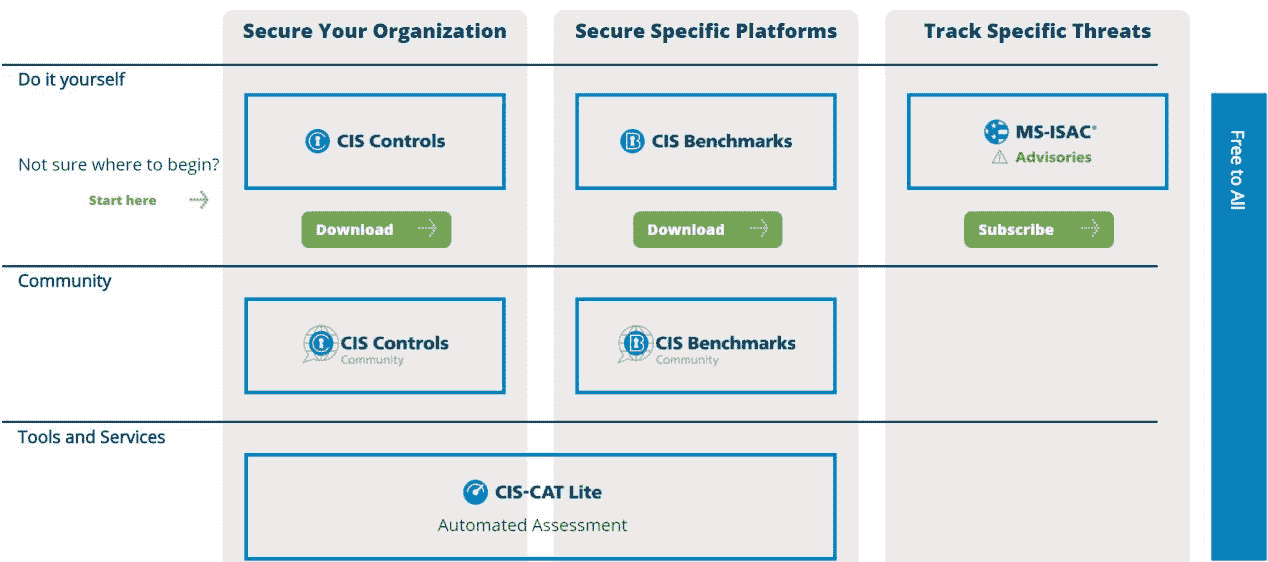 Secure Your Organization
Secure Specific Platforms
Track Specific Threats
Do it yourself
CIS Controls
CIS Benchmarks
MS-ISAC®
Advisories
Not sure where to begin?
Start here
Download
Download
Subscribe
Free to All
Community
CIS Controls
Community
CIS Benchmarks
Community
Tools and Services
CIS-CAT Lite
Automated Assessment